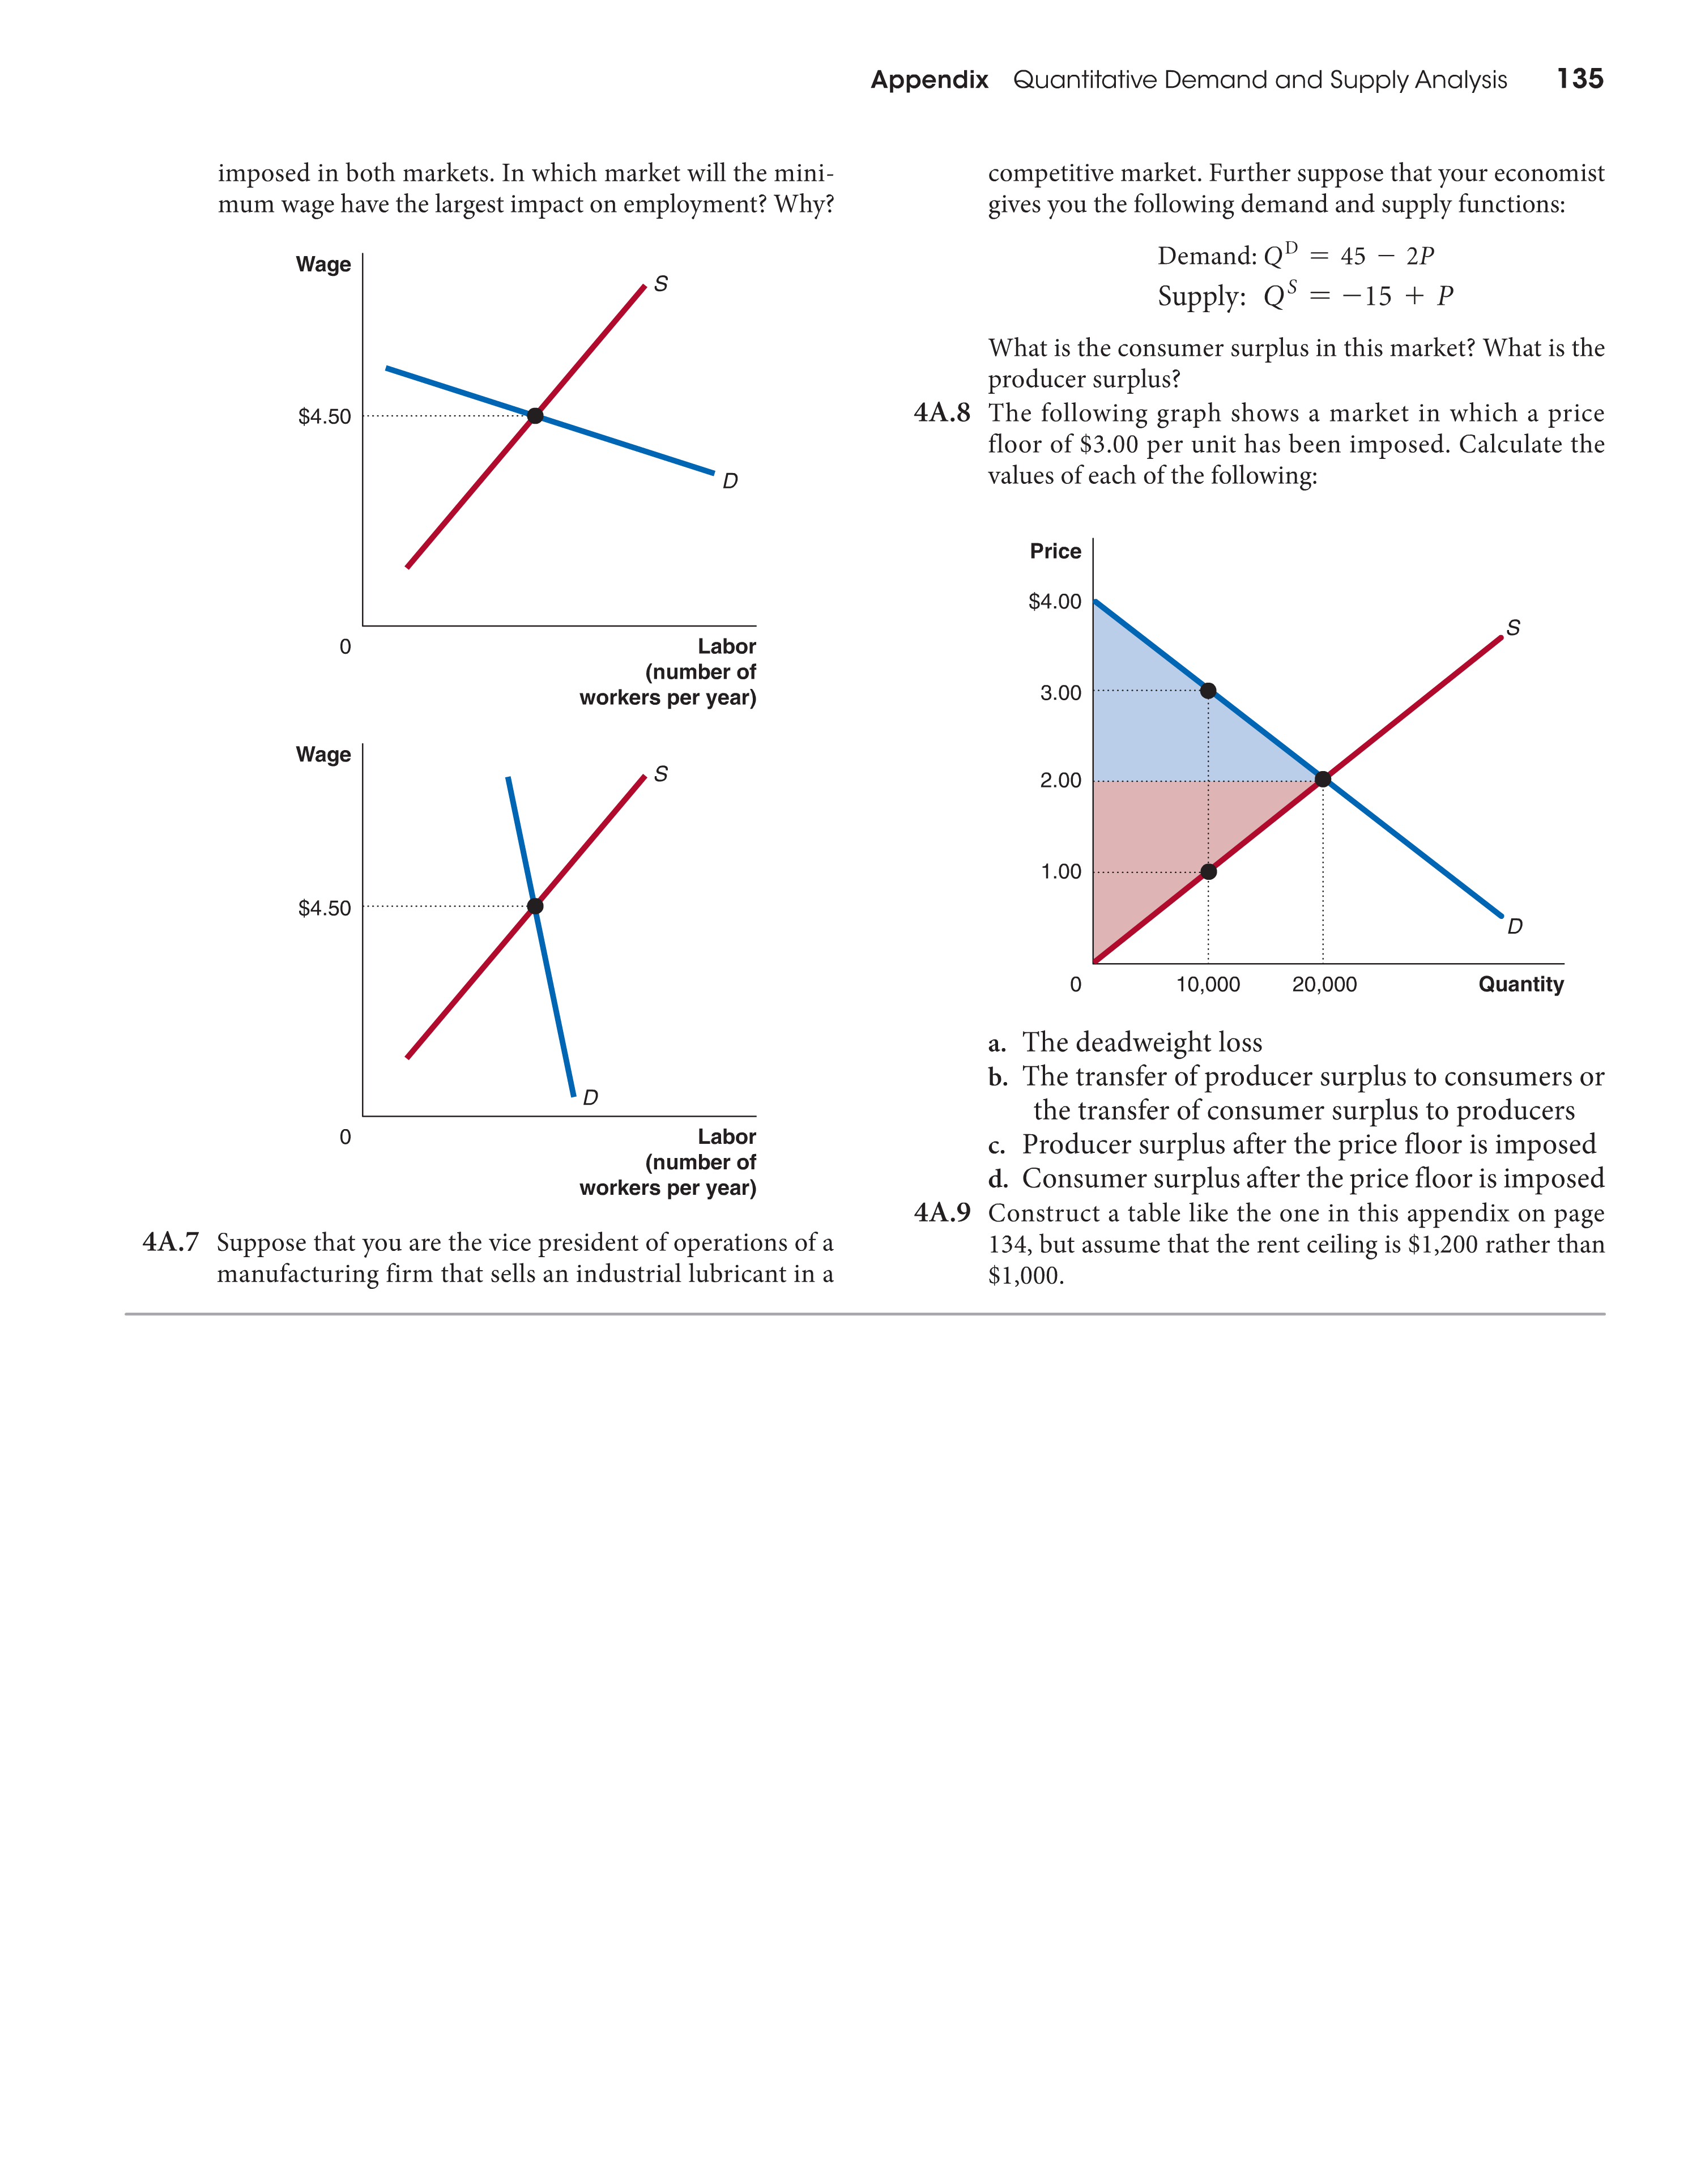 Appendix Quantitative Demand and Supply Analysis 135
imposed in both markets. In which market will the mini-
mum wage have the largest impact on employment? Why?
Wage
S
$4.50
D
0
Labor
(number of
workers per year)
Wage
S
$4.50
D
0
Labor
(number of
workers per year)
4A.7 Suppose that you are the vice president of operations of a
manufacturing firm that sells an industrial lubricant in a
competitive market. Further suppose that your economist
gives you the following demand and supply functions:
Demand: Q^D = 45 − 2P
Supply: Q^S = −15 + P
What is the consumer surplus in this market? What is the
producer surplus?
4A.8 The following graph shows a market in which a price
floor of $3.00 per unit has been imposed. Calculate the
values of each of the following:
Price
$4.00
S
3.00
2.00
1.00
D
0 10,000 20,000 Quantity
a. The deadweight loss
b. The transfer of producer surplus to consumers or
the transfer of consumer surplus to producers
c. Producer surplus after the price floor is imposed
d. Consumer surplus after the price floor is imposed
4A.9 Construct a table like the one in this appendix on page
134, but assume that the rent ceiling is $1,200 rather than
$1,000.